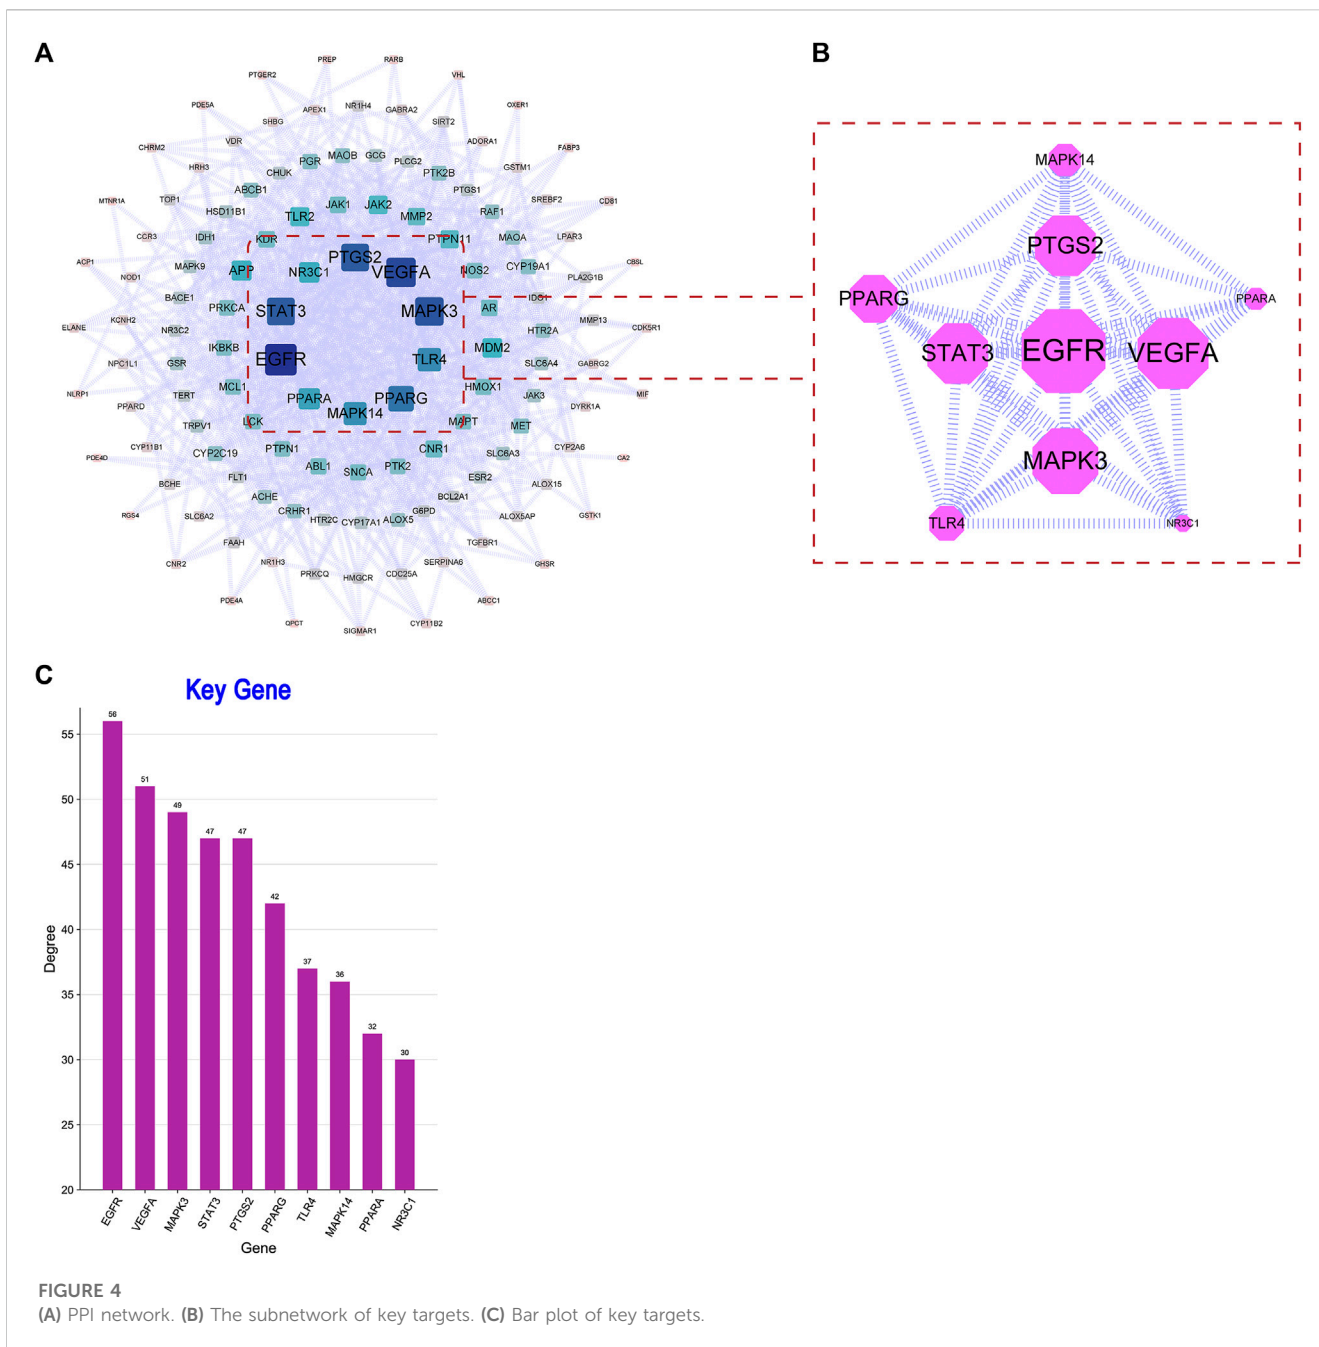 A
PREP
RARB
PTGER2
VHL
PDE5A
APEX1
NR1H4
GABRA2
OXER1
SHBG
SIRT2
CHRM2
VDR
ADORA1
FABP3
MAOB
GCG
PGR
PLCG2
HRH3
CHUK
PTK2B
GSTM1
MTNR1A
TOP1
ABCB1
PTGS1
SREBF2
CD81
HSD11B1
JAK1
JAK2
RAF1
TLR2
MMP2
CCR3
IDH1
KDR
PTPN11
MAOA
LPAR3
ACP1
MAPK9
APP
NR3C1
PTGS2
VEGFA
NOS2
CYP19A1
CBSL
NOD1
PLA2G1B
BACE1
PRKCA
STAT3
MAPK3
AR
IDO1
ELANE
KCNH2
NR3C2
MMP13
CDK5R1
IKBKB
HTR2A
NPC1L1
GSR
EGFR
TLR4
MDM2
SLC6A4
GABRG2
NLRP1
TERT
MCL1
PPARA
PPARG
HMOX1
JAK3
MIF
PPARD
MAPK14
DYRK1A
TRPV1
LCK
MAPT
MET
CYP11B1
CYP2C19
PTPN1
CNR1
SLC6A3
CYP2A6
PDE4D
ABL1
SNCA
PTK2
CA2
BCHE
FLT1
ESR2
ALOX15
ACHE
BCL2A1
RGS4
SLC6A2
CRHR1
HTR2C
CYP17A1
ALOX5
G6PD
ALOX5AP
GSTK1
FAAH
TGFBR1
CNR2
NR1H3
PRKCQ
HMGCR
CDC25A
SERPINA6
GHSR
PDE4A
ABCC1
QPCT
SIGMAR1
CYP11B2
B
MAPK14
PTGS2
PPARG
PPARA
STAT3
EGFR
VEGFA
MAPK3
TLR4
NR3C1
C
Key Gene
Degree
55
50
45
40
35
30
25
20
56
51
49
47
47
42
37
36
32
30
EGFR
VEGFA
MAPK3
STAT3
PTGS2
PPARG
TLR4
MAPK14
PPARA
NR3C1
Gene
FIGURE 4
(A) PPI network. (B) The subnetwork of key targets. (C) Bar plot of key targets.